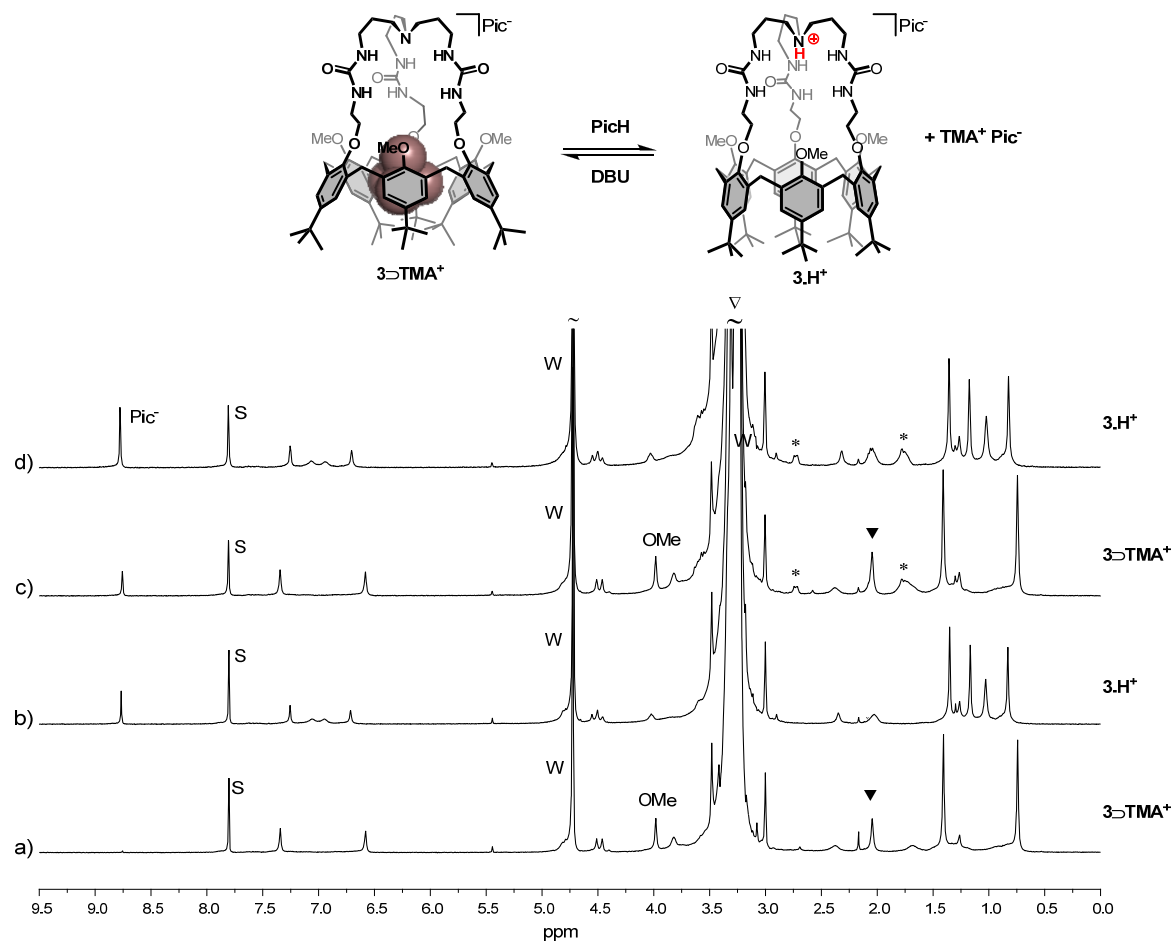 Pic⁻
Pic⁻
N
N
⊕
H
NH
HN
NH
HN
O
O
O
O
O
O
NH
HN
NH
HN
NH
HN
NH
HN
MeO
MeO
OMe
O
O
O
MeO
OMe
OMe
O
O
O
PicH
DBU
+ TMA⁺ Pic⁻
3⊃TMA⁺
3.H⁺
~
∇
~
W
Pic⁻
S
W
*
*
3.H⁺
d)
W
S
OMe
▼
*
*
3⊃TMA⁺
c)
W
S
3.H⁺
b)
W
S
OMe
▼
3⊃TMA⁺
a)
9.5 9.0 8.5 8.0 7.5 7.0 6.5 6.0 5.5 5.0 4.5 4.0 3.5 3.0 2.5 2.0 1.5 1.0 0.5 0.0
ppm